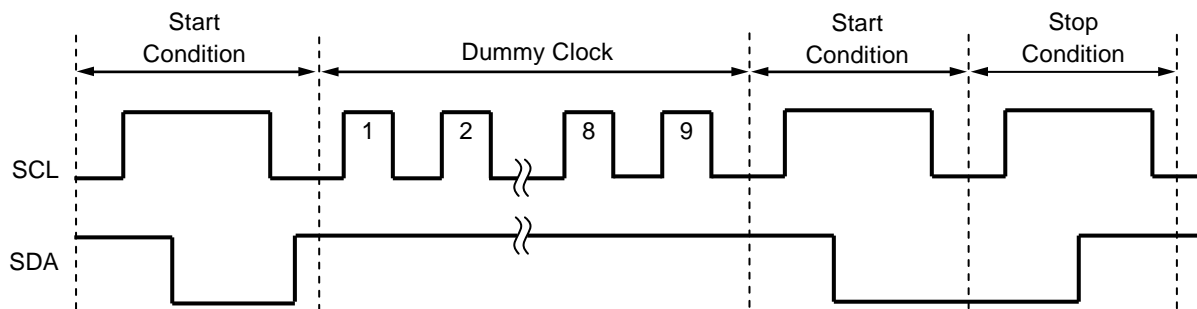 Start
Condition
Dummy Clock
Start
Condition
Stop
Condition
SCL
1
2
8
9
SDA